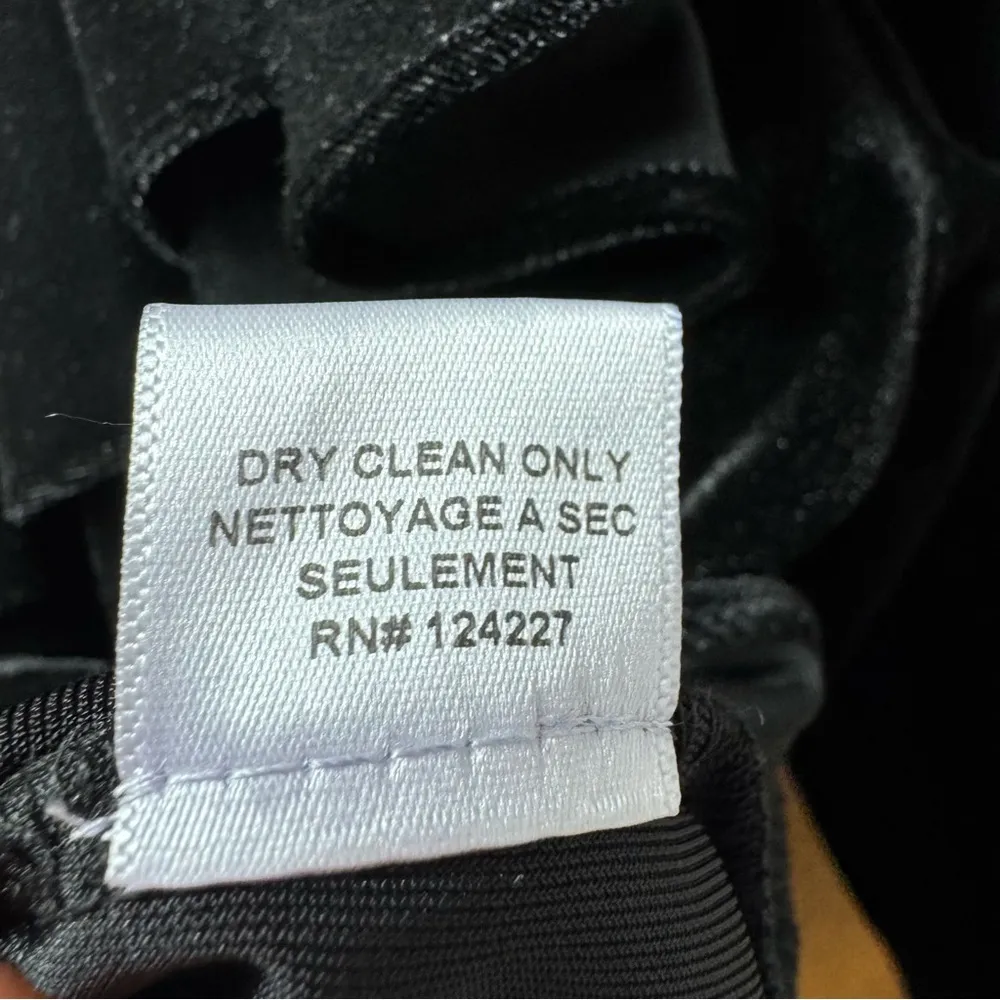 DRY CLEAN ONLY
NETTOYAGE A SEC
SEULEMENT
RN# 124227